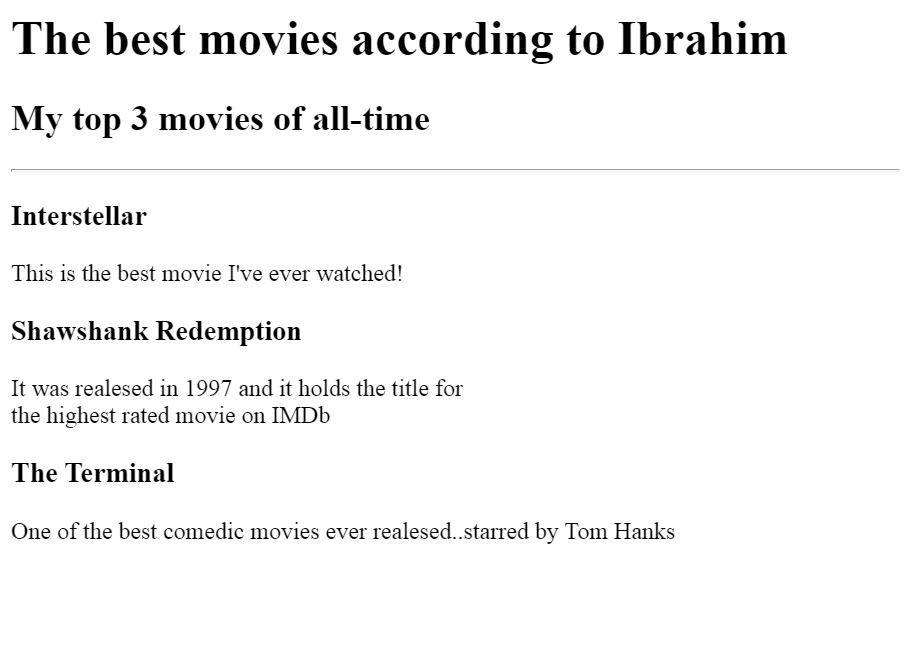 The best movies according to Ibrahim
My top 3 movies of all-time
Interstellar
This is the best movie I've ever watched!
Shawshank Redemption
It was realesed in 1997 and it holds the title for
the highest rated movie on IMDb
The Terminal
One of the best comedic movies ever realesed..starred by Tom Hanks